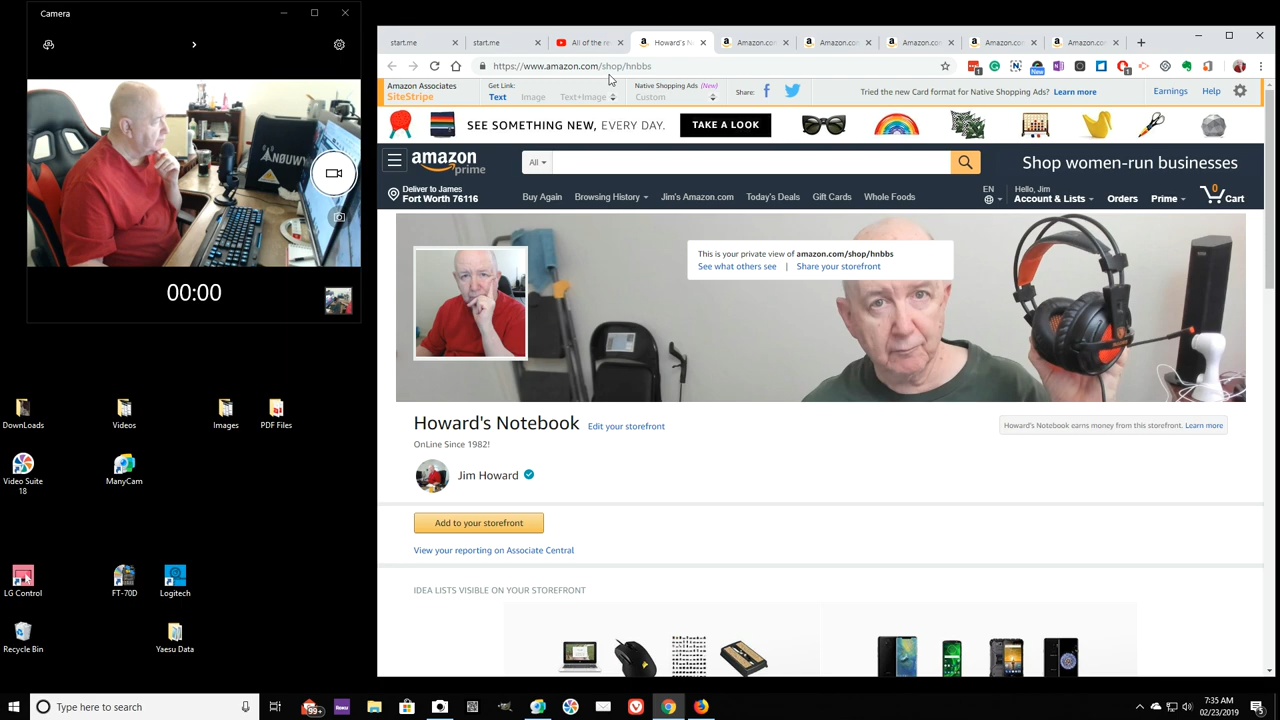 Camera
00:00
DownLoads
Videos
Images
PDF Files
Video Suite
18
ManyCam
LG Control
FT-70D
Logitech
Recycle Bin
Yaesu Data
start.me
start.me
All of the re
Howard's N
Amazon.co
Amazon.co
Amazon.co
Amazon.co
Amazon.co
https://www.amazon.com/shop/hnbbs
New
Amazon Associates
SiteStripe
Get Link:
Text
Image
Text+Image
Native Shopping Ads (New)
Custom
Share:
Tried the new Card format for Native Shopping Ads? Learn more
Earnings
Help
SEE SOMETHING NEW, EVERY DAY.
TAKE A LOOK
amazon
prime
All
Shop women-run businesses
Deliver to James
Fort Worth 76116
Buy Again
Browsing History
Jim's Amazon.com
Today's Deals
Gift Cards
Whole Foods
EN
Hello, Jim
Account & Lists
Orders
Prime
0
Cart
This is your private view of amazon.com/shop/hnbbs
See what others see | Share your storefront
Howard's Notebook
Edit your storefront
Howard's Notebook earns money from this storefront. Learn more
OnLine Since 1982!
Jim Howard
Add to your storefront
View your reporting on Associate Central
IDEA LISTS VISIBLE ON YOUR STOREFRONT
Type here to search
99+
Roku
7:35 AM
02/23/2019
5